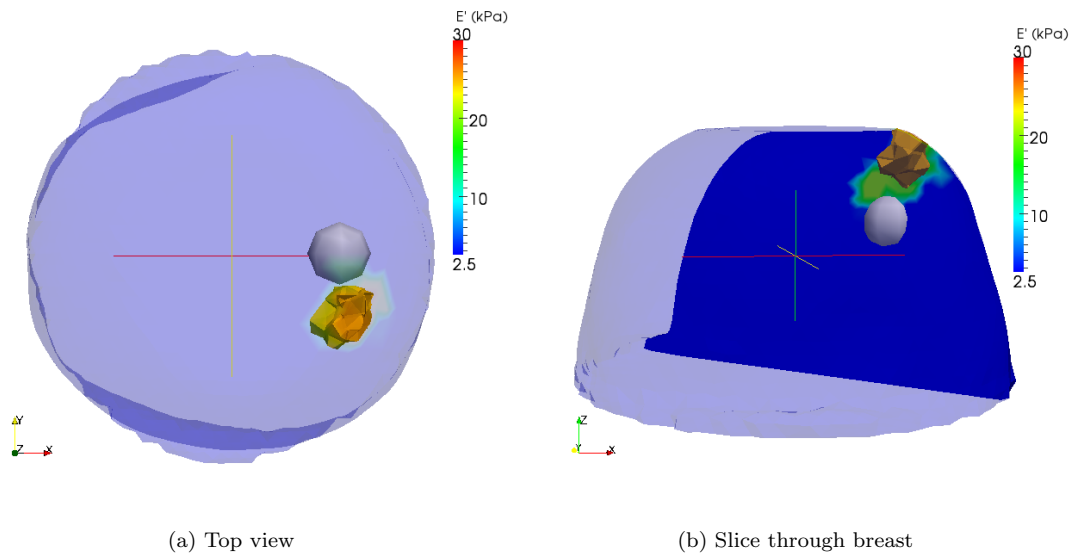 E' (kPa)
30
20
10
2.5
Y
Z X
(a) Top view
E' (kPa)
30
20
10
2.5
Z
Y X
(b) Slice through breast